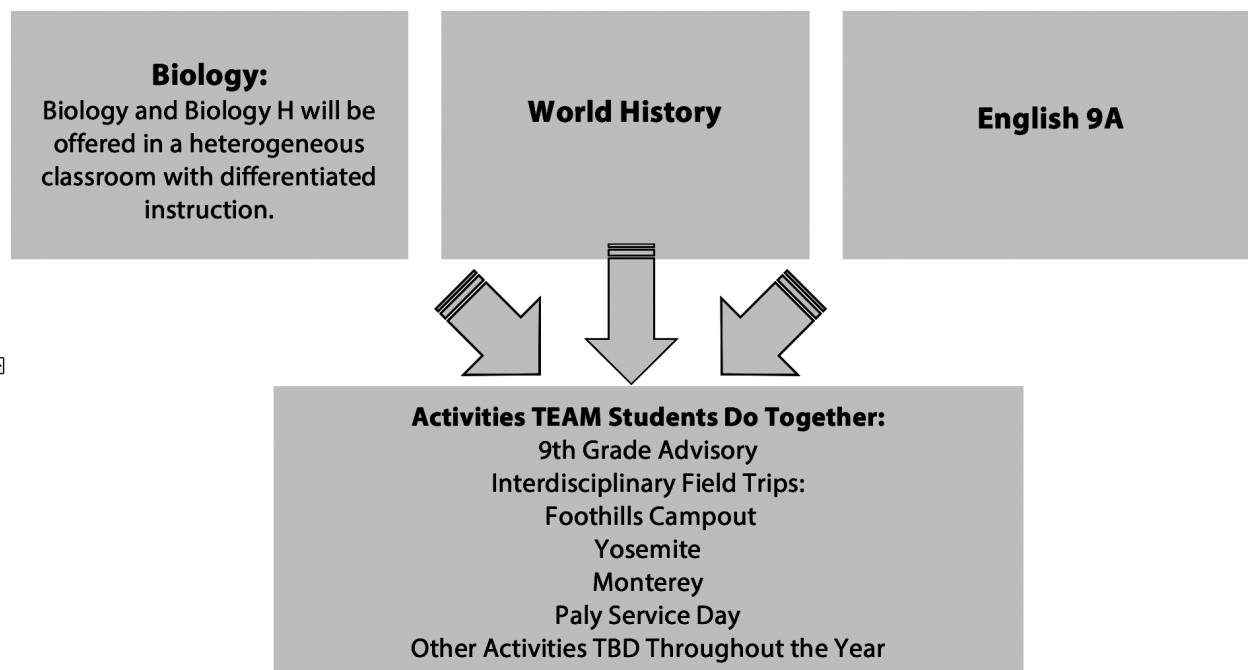 Biology:
Biology and Biology H will be
offered in a heterogeneous
classroom with differentiated
instruction.
World History
English 9A
Activities TEAM Students Do Together:
9th Grade Advisory
Interdisciplinary Field Trips:
Foothills Campout
Yosemite
Monterey
Paly Service Day
Other Activities TBD Throughout the Year